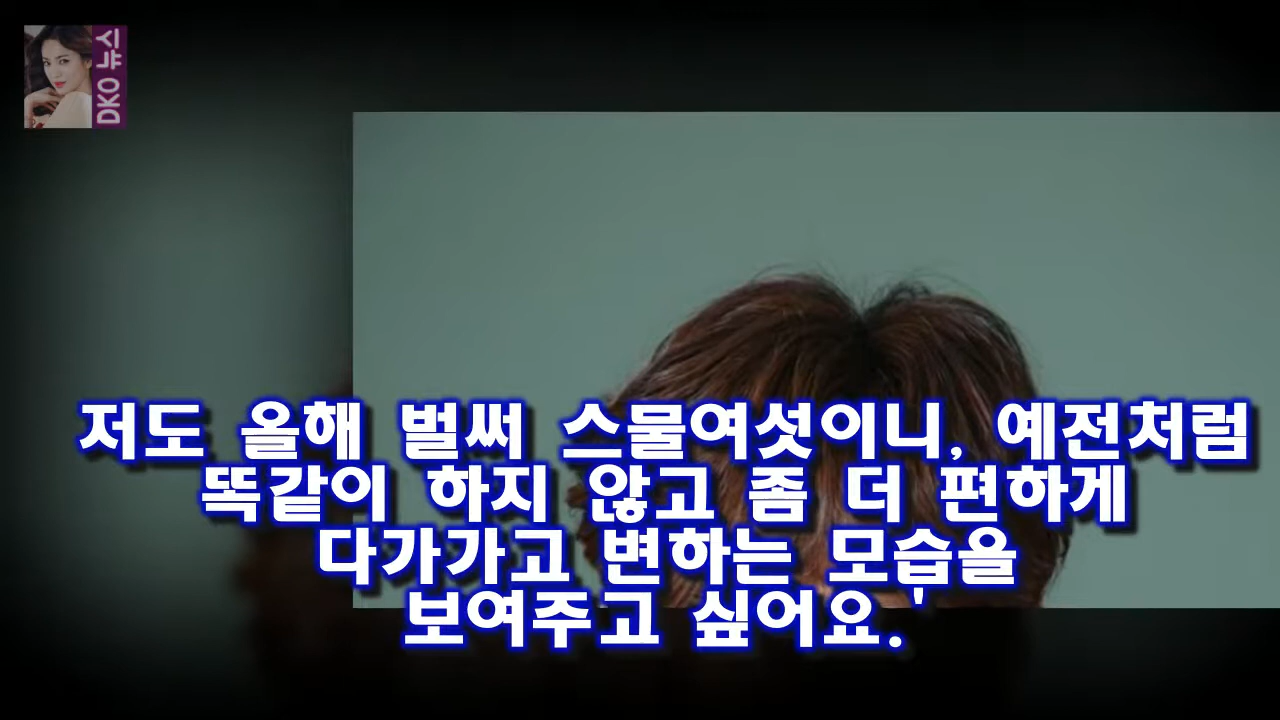 DKO 뉴스
저도 올해 벌써 스물여섯이니, 예전처럼
똑같이 하지 않고 좀 더 편하게
다가가고 변하는 모습을
보여주고 싶어요.'